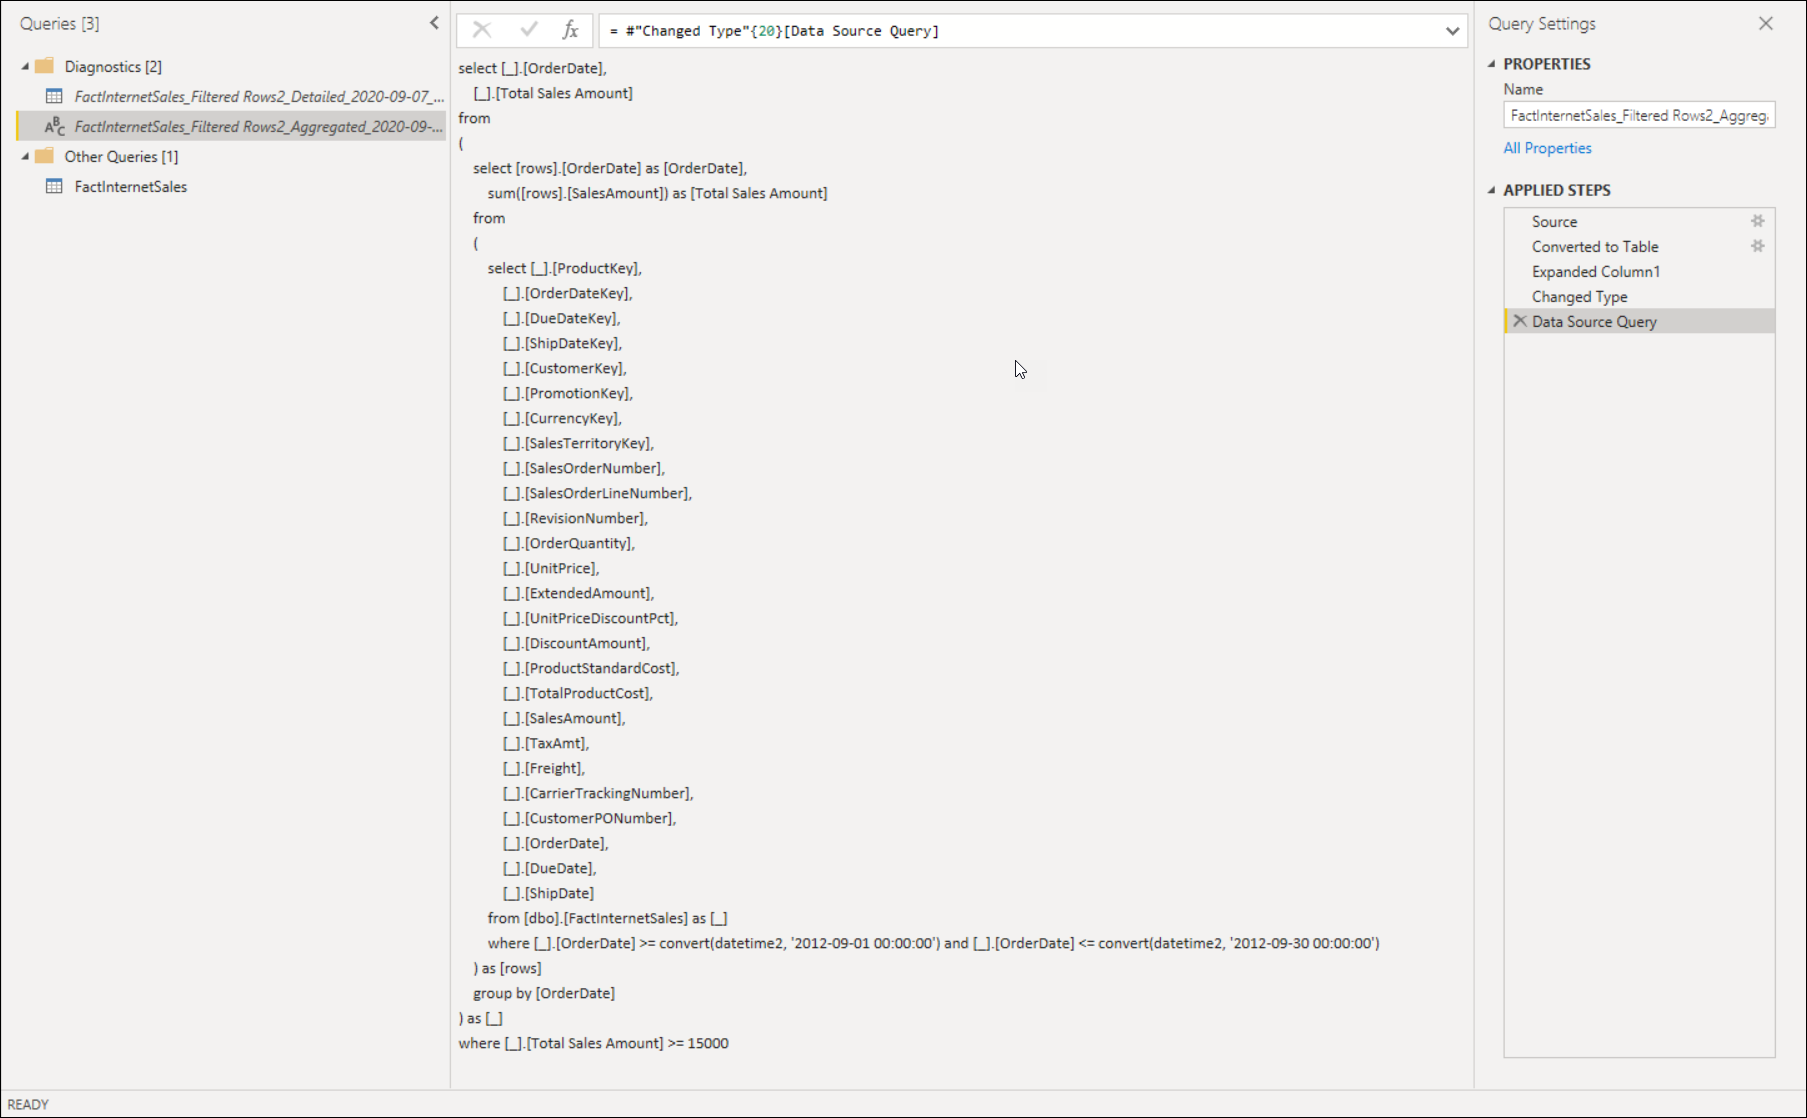 Queries [3]
Diagnostics [2]
FactInternetSales_Filtered Rows2_Detailed_2020-09-07_...
ABC FactInternetSales_Filtered Rows2_Aggregated_2020-09-...
Other Queries [1]
FactInternetSales
fx
= #"Changed Type"{20}[Data Source Query]
select [_].[OrderDate],
[_].[Total Sales Amount]
from
(
select [rows].[OrderDate] as [OrderDate],
sum([rows].[SalesAmount]) as [Total Sales Amount]
from
(
select [_].[ProductKey],
[_].[OrderDateKey],
[_].[DueDateKey],
[_].[ShipDateKey],
[_].[CustomerKey],
[_].[PromotionKey],
[_].[CurrencyKey],
[_].[SalesTerritoryKey],
[_].[SalesOrderNumber],
[_].[SalesOrderLineNumber],
[_].[RevisionNumber],
[_].[OrderQuantity],
[_].[UnitPrice],
[_].[ExtendedAmount],
[_].[UnitPriceDiscountPct],
[_].[DiscountAmount],
[_].[ProductStandardCost],
[_].[TotalProductCost],
[_].[SalesAmount],
[_].[TaxAmt],
[_].[Freight],
[_].[CarrierTrackingNumber],
[_].[CustomerPONumber],
[_].[OrderDate],
[_].[DueDate],
[_].[ShipDate]
from [dbo].[FactInternetSales] as [_]
where [_].[OrderDate] >= convert(datetime2, '2012-09-01 00:00:00') and [_].[OrderDate] <= convert(datetime2, '2012-09-30 00:00:00')
) as [rows]
group by [OrderDate]
) as [_]
where [_].[Total Sales Amount] >= 15000
Query Settings
PROPERTIES
Name
FactInternetSales_Filtered Rows2_Aggreg
All Properties
APPLIED STEPS
Source
Converted to Table
Expanded Column1
Changed Type
Data Source Query
READY